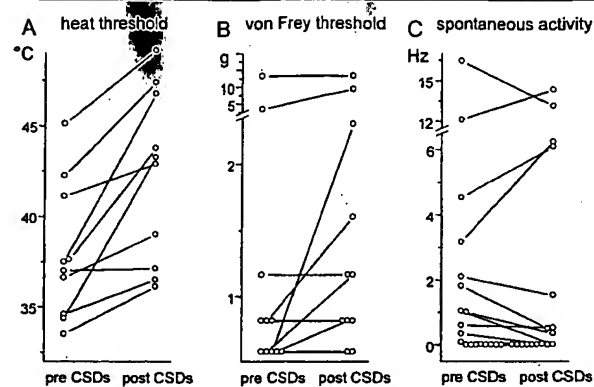 A heat threshold
°C
45
40
35
pre CSDs post CSDs
B von Frey threshold
g
10
5
2
1
pre CSDs post CSDs
C spontaneous activity
Hz
15
12
6
4
2
0
pre CSDs post CSDs